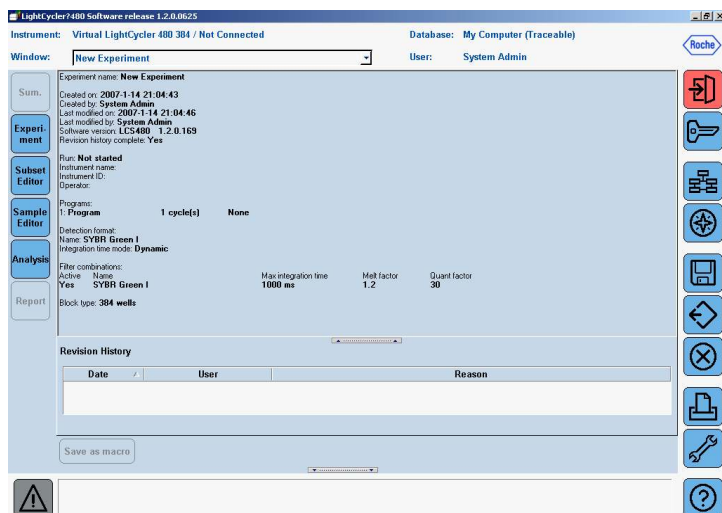 LightCycler?480 Software release 1.2.0.0625
Instrument: Virtual LightCycler 480 384 / Not Connected Database: My Computer (Traceable)
Roche
Window: New Experiment User: System Admin
Sum.
Experi-
ment
Subset
Editor
Sample
Editor
Analysis
Report
Experiment name: New Experiment
Created on: 2007-1-14 21:04:43
Created by: System Admin
Last modified on: 2007-1-14 21:04:46
Last modified by: System Admin
Software version: LCS480 1.2.0.169
Revision history complete: Yes
Run: Not started
Instrument name:
Instrument ID:
Operator:
Programs:
1: Program 1 cycle(s) None
Detection format:
Name: SYBR Green I
Integration time mode: Dynamic
Filter combinations:
Active Name Max integration time Melt factor Quant factor
Yes SYBR Green I 1000 ms 1.2 30
Block type: 384 wells
Revision History
Date User Reason
Save as macro